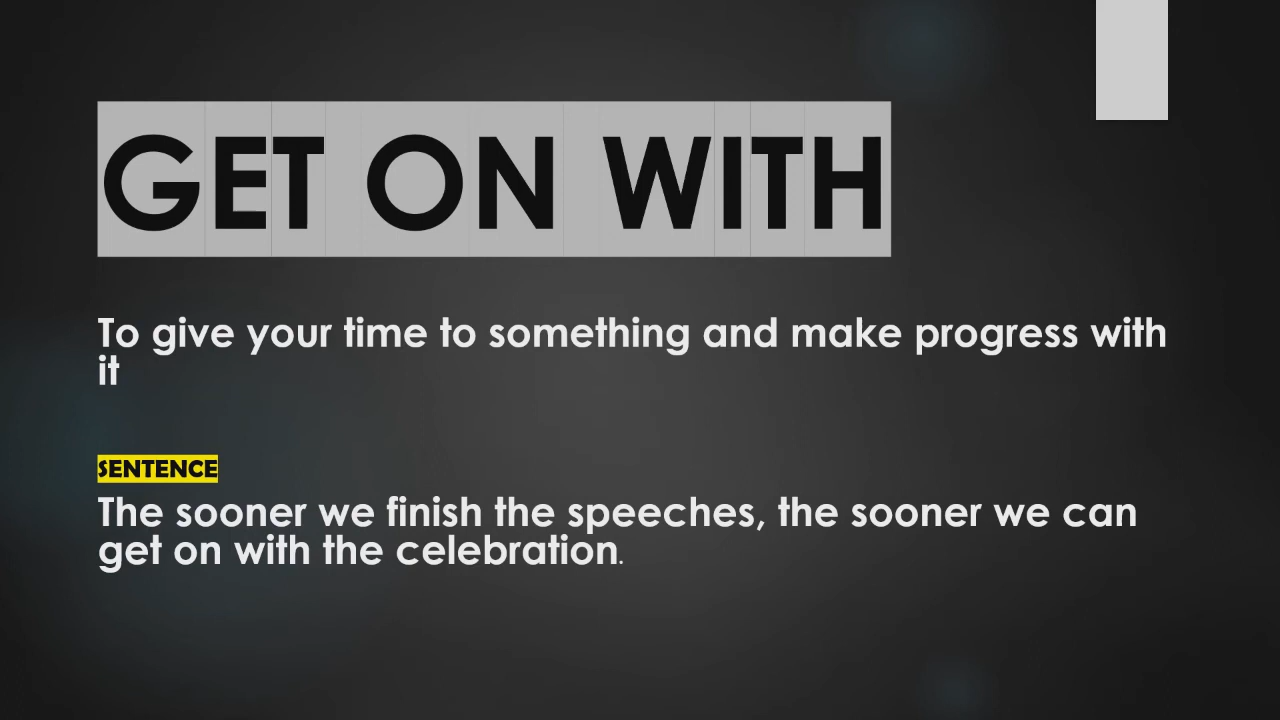 GET ON WITH
To give your time to something and make progress with
it
SENTENCE
The sooner we finish the speeches, the sooner we can
get on with the celebration.